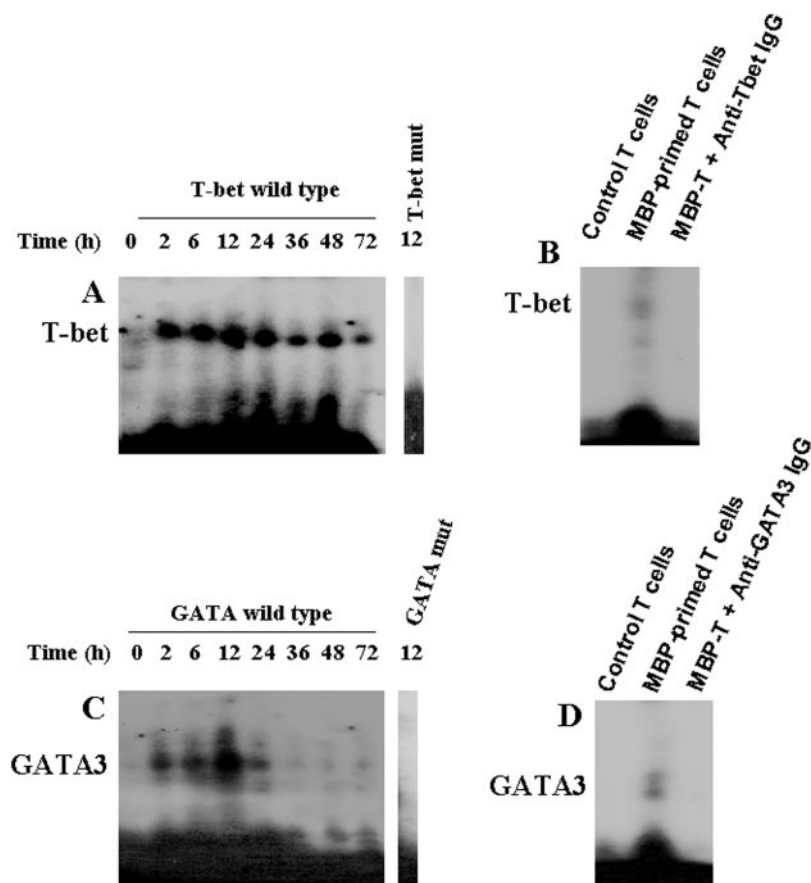 T-bet wild type
T-bet mut
Time (h) 0 2 6 12 24 36 48 72 12
A
T-bet
Control T cells
MBP-primed T cells
MBP-T + Anti-Tbet IgG
B
T-bet
GATA wild type
GATA mut
Time (h) 0 2 6 12 24 36 48 72 12
C
GATA3
Control T cells
MBP-primed T cells
MBP-T + Anti-GATA3 IgG
D
GATA3